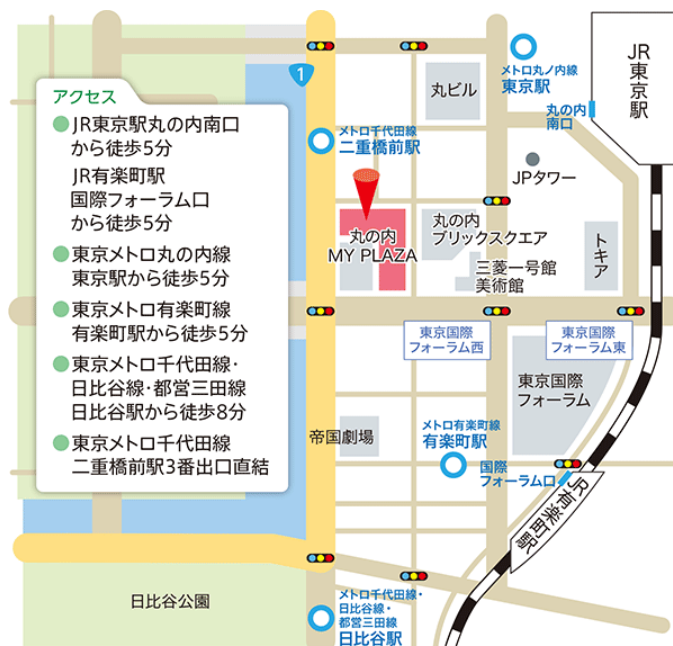 アクセス
JR東京駅丸の内南口
から徒歩5分
JR有楽町駅
国際フォーラム口
から徒歩5分
東京メトロ丸の内線
東京駅から徒歩5分
東京メトロ有楽町線
有楽町駅から徒歩5分
東京メトロ千代田線・
日比谷線・都営三田線
日比谷駅から徒歩8分
東京メトロ千代田線
二重橋前駅3番出口直結
1
メトロ丸ノ内線
東京駅
JR東京駅
丸の内
南口
丸ビル
メトロ千代田線
二重橋前駅
JPタワー
丸の内
MY PLAZA
丸の内
ブリックスクエア
三菱一号館
美術館
トキア
東京国際
フォーラム西
東京国際
フォーラム東
東京国際
フォーラム
帝国劇場
メトロ有楽町線
有楽町駅
国際
フォーラム口
JR有楽町駅
日比谷公園
メトロ千代田線・
日比谷線・
都営三田線
日比谷駅